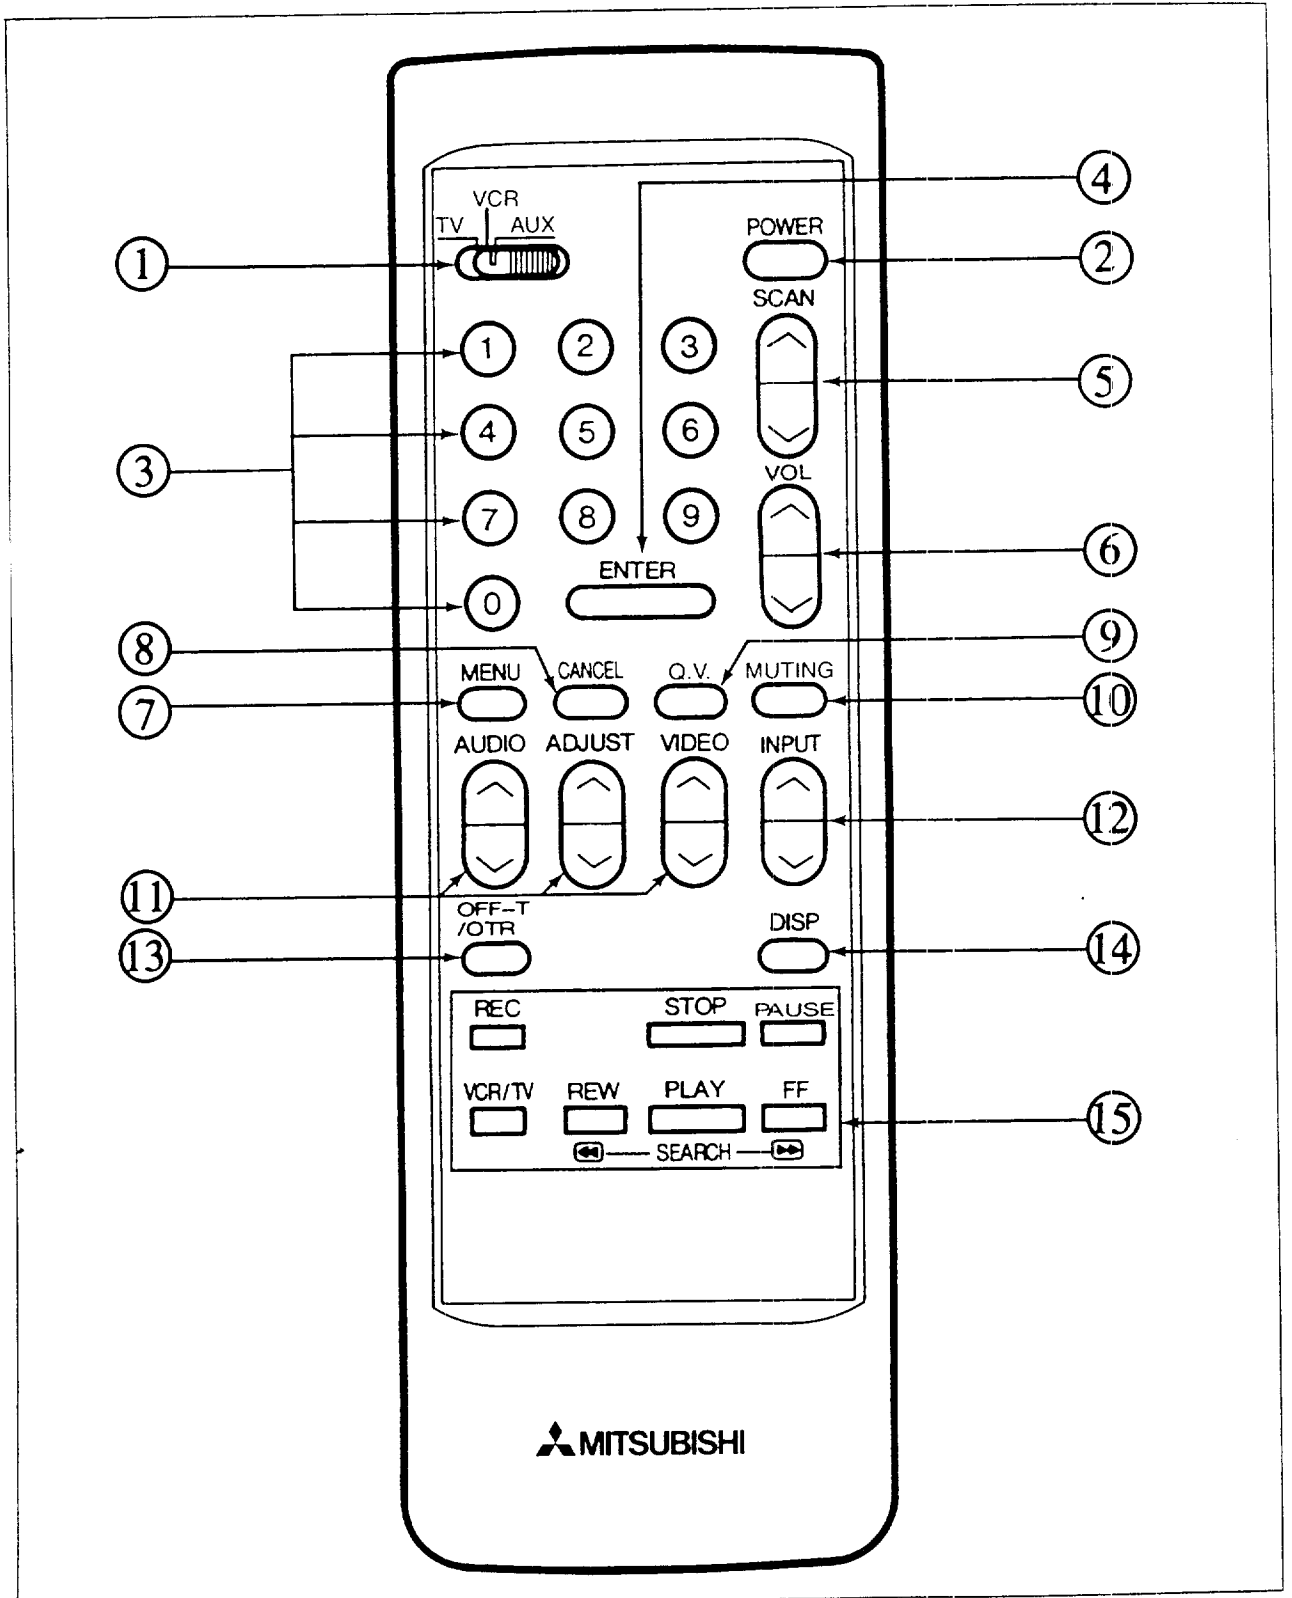 4
VCR
TV AUX POWER
1 2
SCAN
1 2 3
5
4 5 6
3 VOL
7 8 9
6
ENTER
0
8 9
MENU CANCEL Q.V. MUTING
7 10
AUDIO ADJUST VIDEO INPUT
12
11
OFF-T
/OTR DISP
13 14
REC STOP PAUSE
VCR/TV REW PLAY FF
15
SEARCH
MITSUBISHI